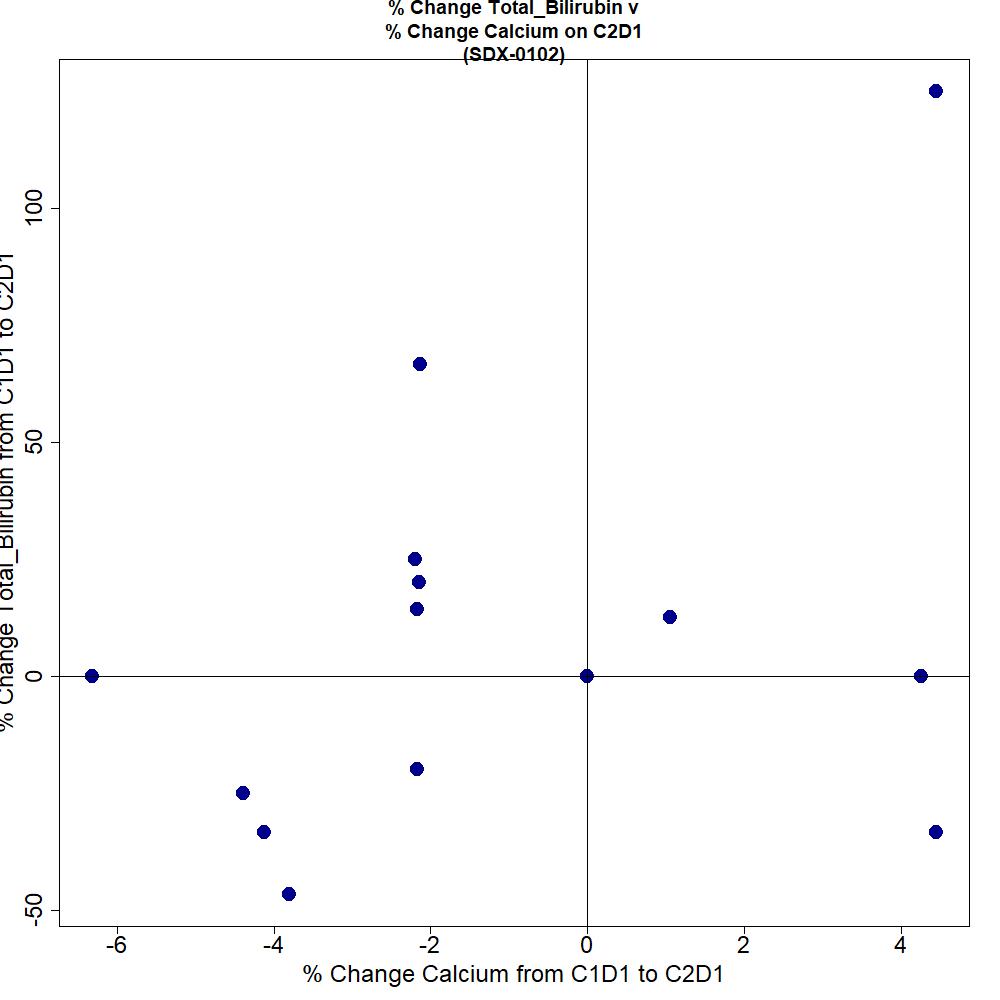 % Change Total_Bilirubin v
% Change Calcium on C2D1
(SDX-0102)
% Change Total_Bilirubin from C1D1 to C2D1
100
50
0
-50
-6
-4
-2
0
2
4
% Change Calcium from C1D1 to C2D1